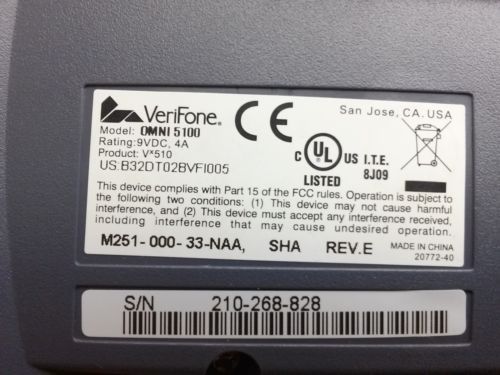 VeriFone.
CE
San Jose, CA. USA
Model: OMNI 5100
Rating: 9VDC, 4A
Product: Vx510
US:B32DT02BVFI005
C UL US I.T.E.
LISTED 8J09
This device complies with Part 15 of the FCC rules. Operation is subject to
the following two conditions: (1) This device may not cause harmful
interference, and (2) This device must accept any interference received,
including interference that may cause undesired operation.
M251-000-33-NAA, SHA REV.E MADE IN CHINA
20772-40
S/N 210-268-828